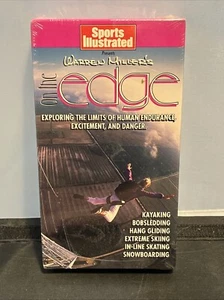 Sports
Illustrated
Presents
WARREN MILLER'S
on the
edge
EXPLORING THE LIMITS OF HUMAN ENDURANCE,
EXCITEMENT, AND DANGER.
KAYAKING
BOBSLEDDING
HANG GLIDING
EXTREME SKIING
IN-LINE SKATING
SNOWBOARDING